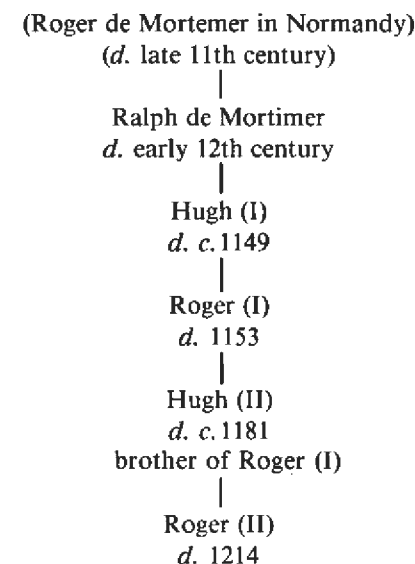 (Roger de Mortemer in Normandy)
(d. late 11th century)
Ralph de Mortimer
d. early 12th century
Hugh (I)
d. c. 1149
Roger (I)
d. 1153
Hugh (II)
d. c. 1181
brother of Roger (I)
Roger (II)
d. 1214